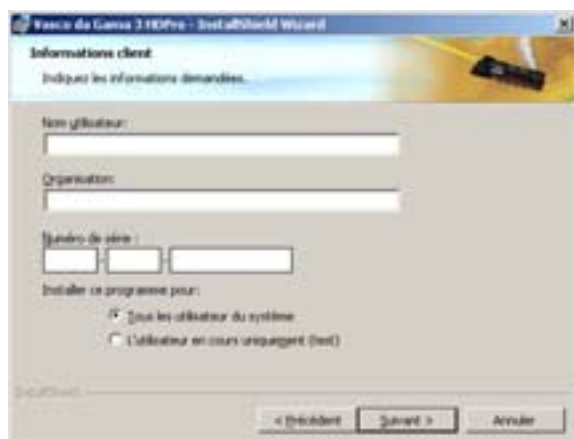 Vasco da Gama 3 HDPro - InstallShield Wizard
Informations client
Indiquez les informations demandées.
Nom utilisateur:
Organisation:
Numéro de série :
- -
Installer ce programme pour:
Tous les utilisateur du système
L'utilisateur en cours uniquement (test)
InstallShield
< Précédent
Suivant >
Annuler